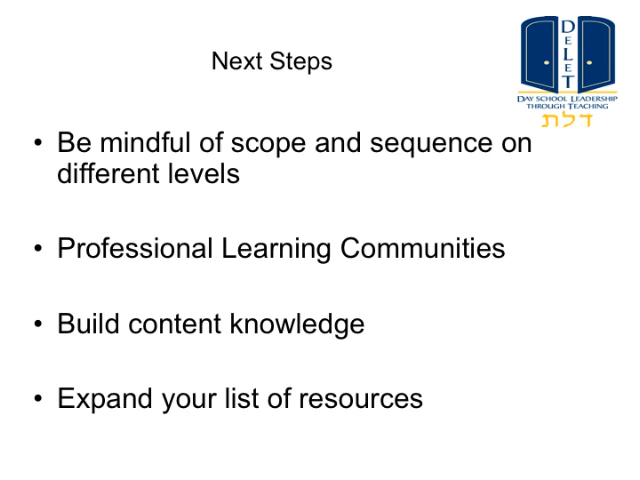 Next Steps
DeLeT
DAY SCHOOL LEADERSHIP
THROUGH TEACHING
דלת
• Be mindful of scope and sequence on
different levels
• Professional Learning Communities
• Build content knowledge
• Expand your list of resources